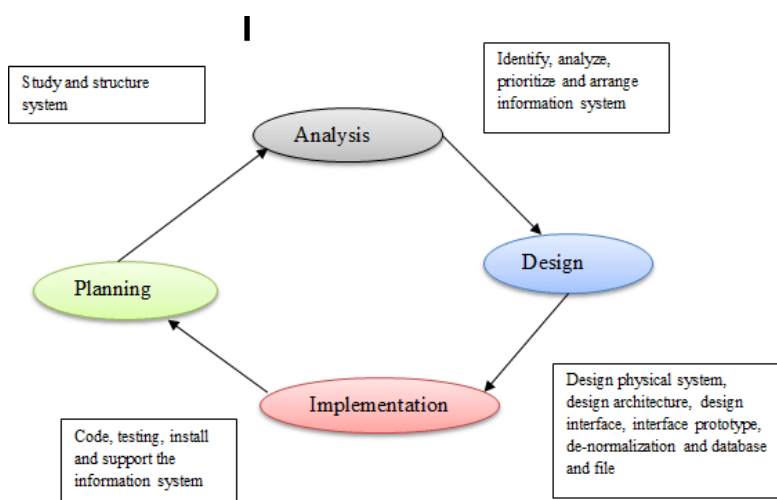 I
Study and structure
system
Identify, analyze,
prioritize and arrange
information system
Analysis
Design
Planning
Implementation
Design physical system,
design architecture, design
interface, interface prototype,
de-normalization and database
and file
Code, testing, install
and support the
information system